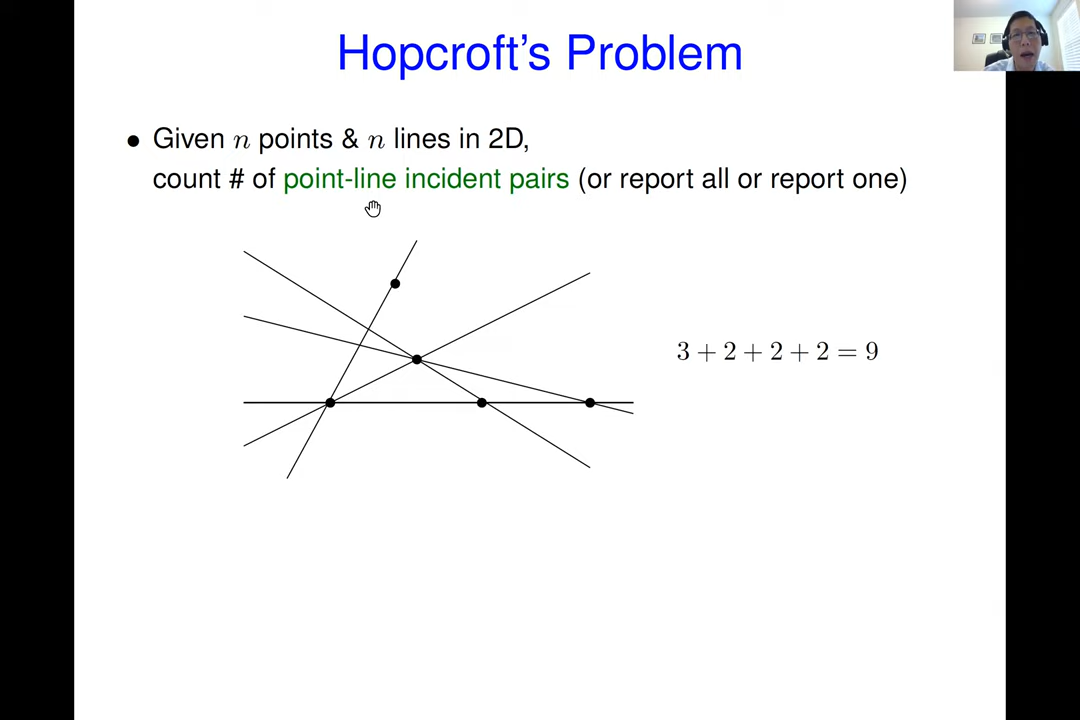 Hopcroft's Problem
• Given n points & n lines in 2D,
count # of point-line incident pairs (or report all or report one)
3 + 2 + 2 + 2 = 9